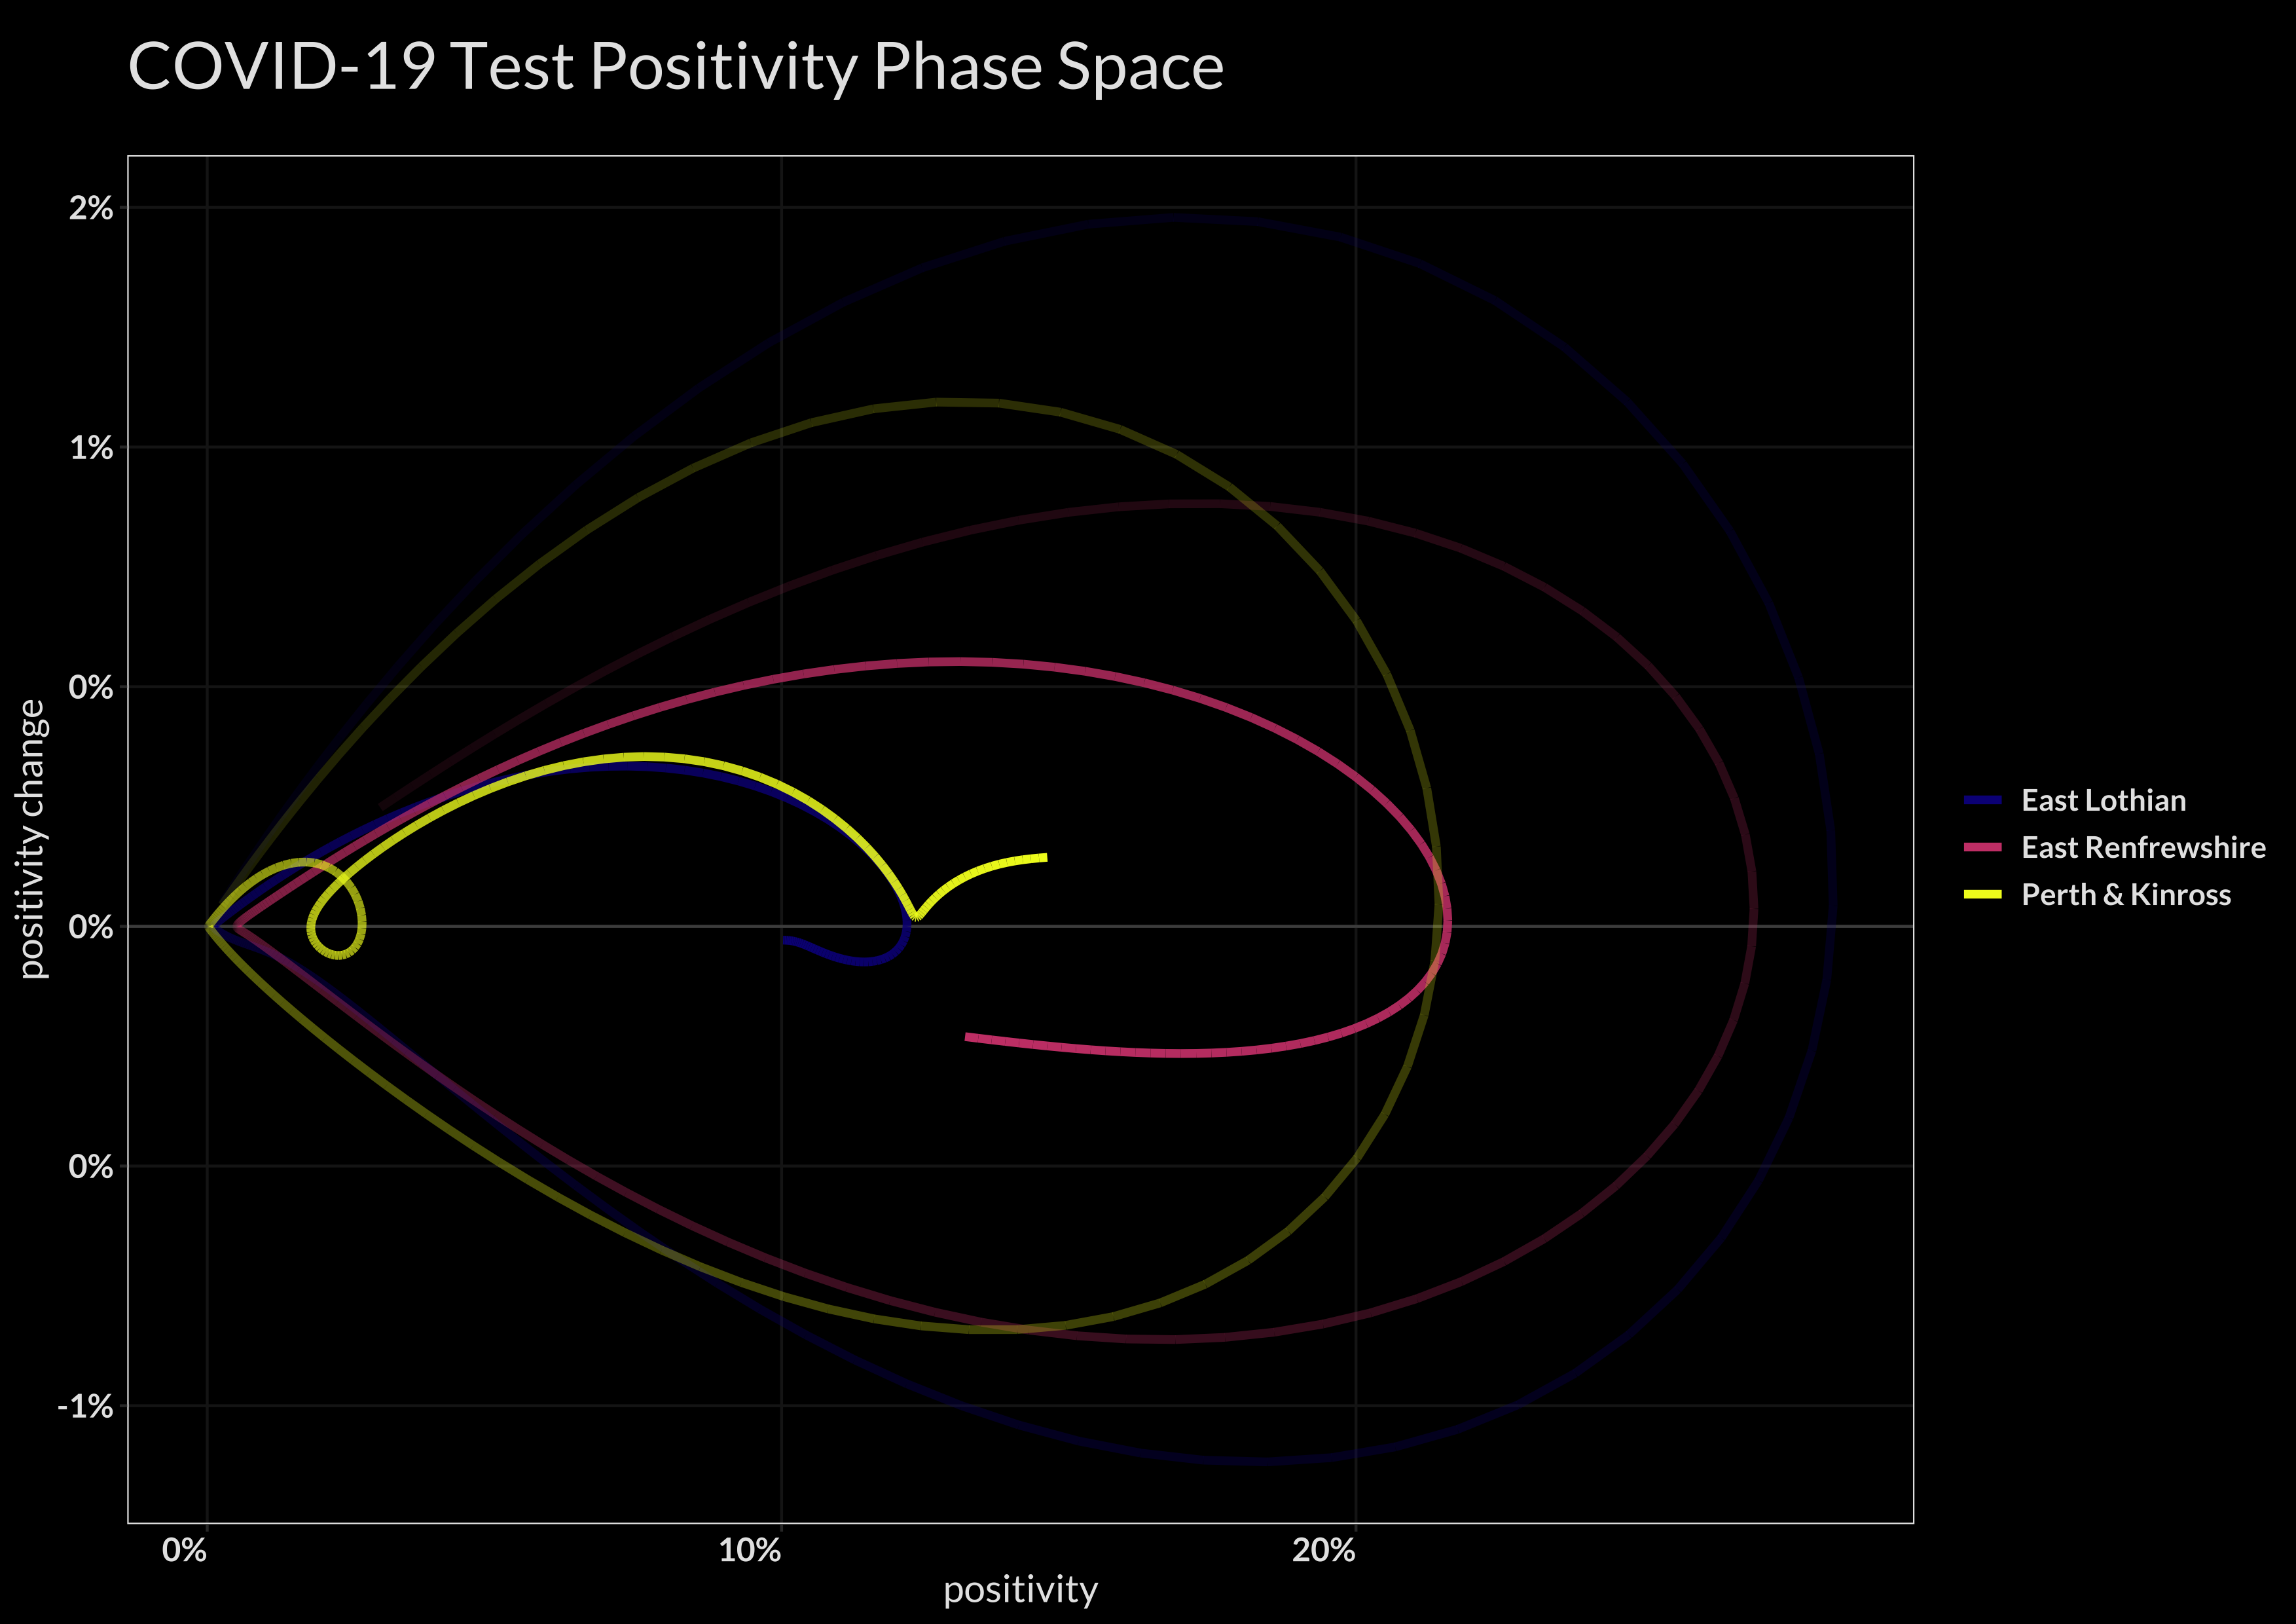 COVID-19 Test Positivity Phase Space
2%
1%
0%
0%
0%
-1%
positivity change
0%
10%
20%
positivity
East Lothian
East Renfrewshire
Perth & Kinross